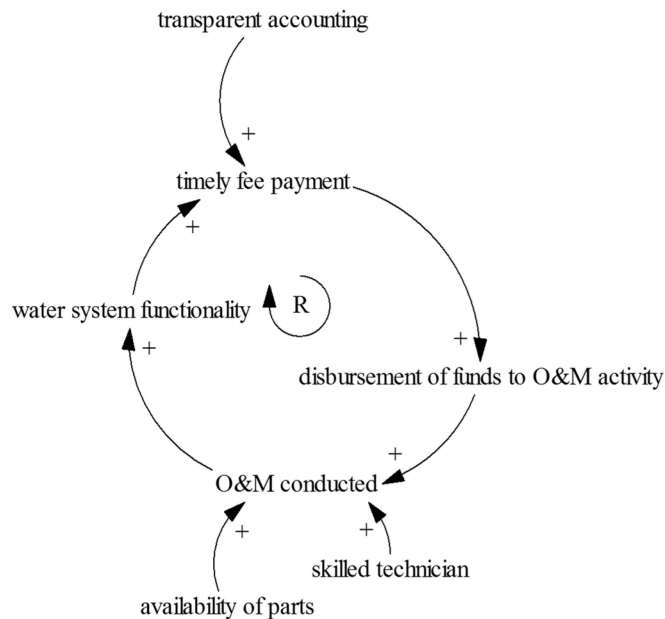 transparent accounting
+
timely fee payment
+
water system functionality
R
+
+
disbursement of funds to O&M activity
+
O&M conducted
+
+
skilled technician
availability of parts